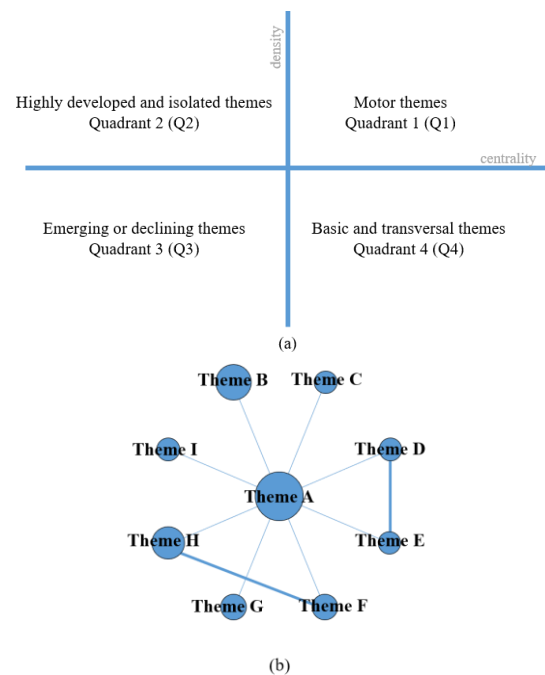 density
Highly developed and isolated themes
Quadrant 2 (Q2)
Motor themes
Quadrant 1 (Q1)
centrality
Emerging or declining themes
Quadrant 3 (Q3)
Basic and transversal themes
Quadrant 4 (Q4)
(a)
Theme B
Theme C
Theme I
Theme D
Theme A
Theme H
Theme E
Theme G
Theme F
(b)